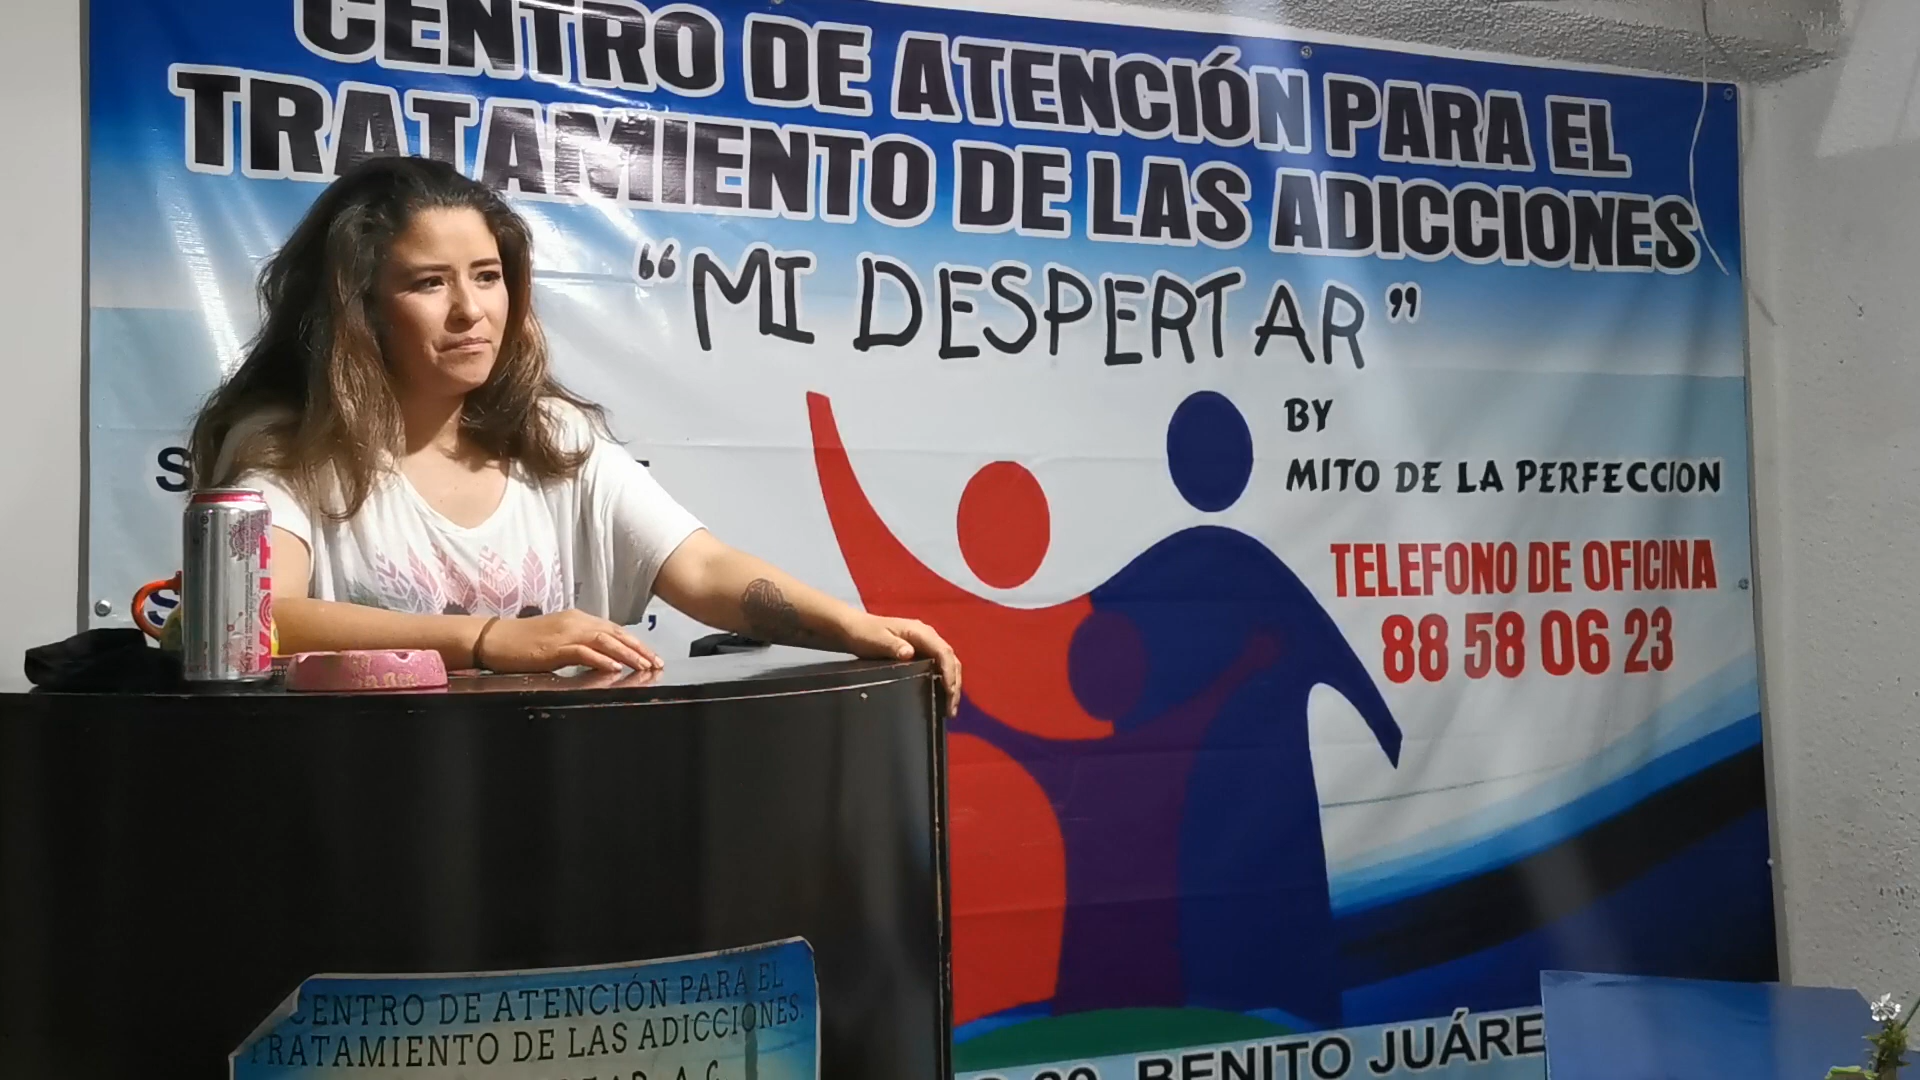 CENTRO DE ATENCIÓN PARA EL
TRATAMIENTO DE LAS ADICCIONES
“MI DESPERTAR”
BY
MITO DE LA PERFECCION
TELEFONO DE OFICINA
88 58 06 23
BENITO JUÁRE
CENTRO DE ATENCIÓN PARA EL
TRATAMIENTO DE LAS ADICCIONES.
A.C.